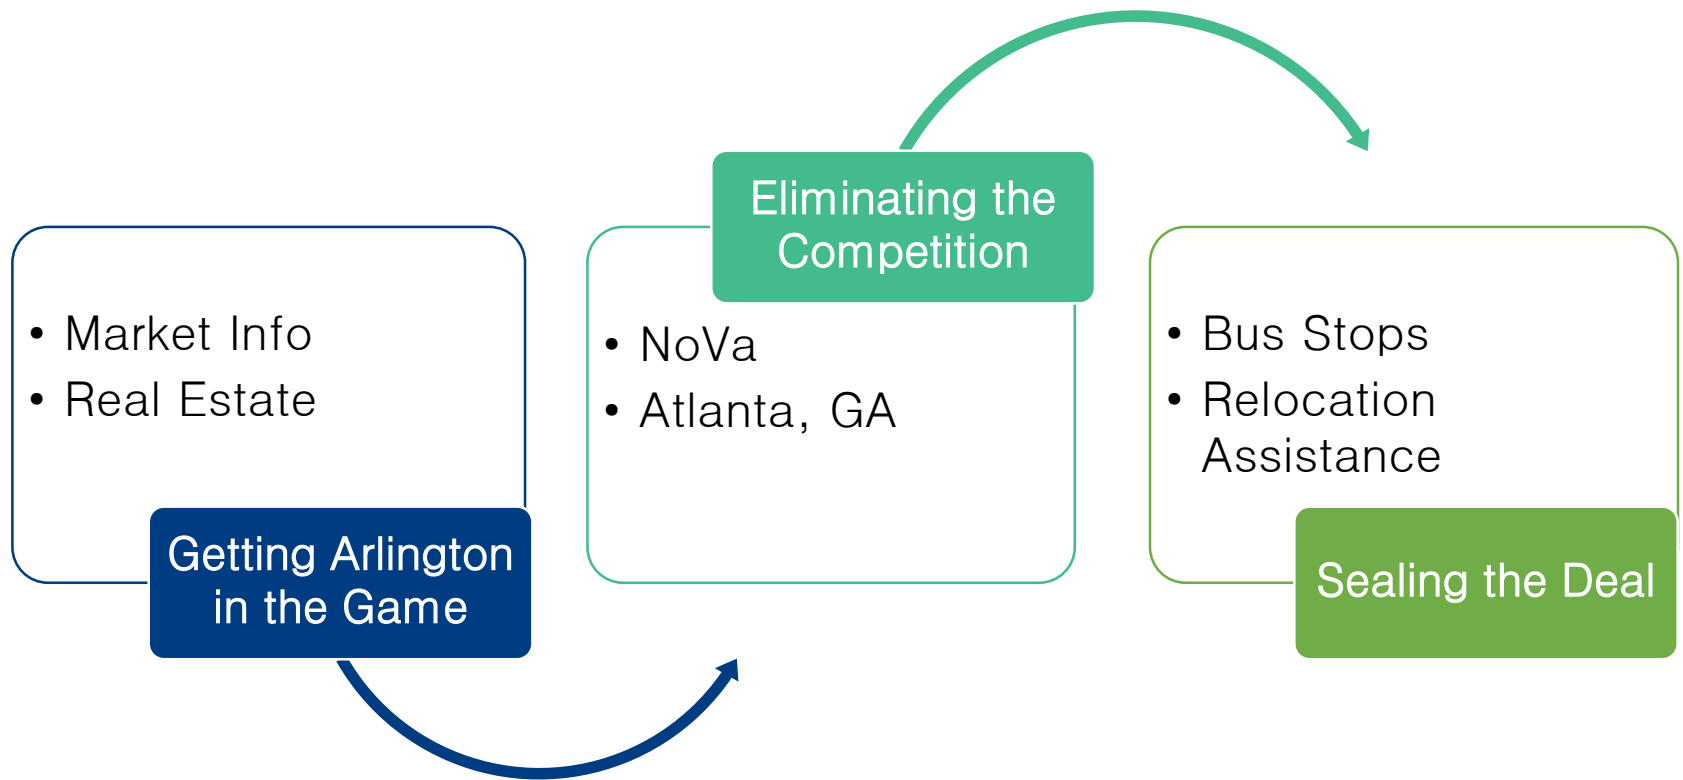 • Market Info
• Real Estate
Getting Arlington
in the Game
Eliminating the
Competition
• NoVa
• Atlanta, GA
• Bus Stops
• Relocation
Assistance
Sealing the Deal